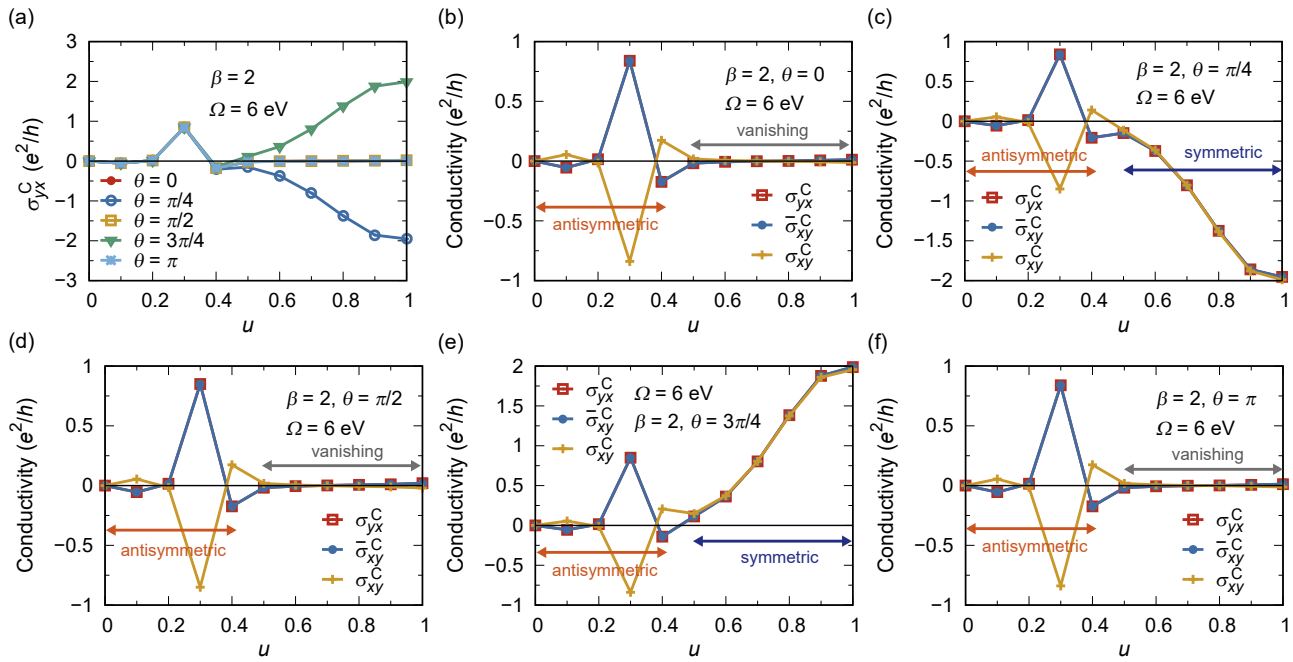 (a)
σ_yx^C (e²/h)
3
2
1
0
−1
−2
−3
β = 2
Ω = 6 eV
θ = 0
θ = π/4
θ = π/2
θ = 3π/4
θ = π
0 0.2 0.4 0.6 0.8 1
u
(b)
Conductivity (e²/h)
1
0.5
0
−0.5
−1
β = 2, θ = 0
Ω = 6 eV
vanishing
antisymmetric
σ_yx^C
σ̄_xy^C
σ_xy^C
0 0.2 0.4 0.6 0.8 1
u
(c)
Conductivity (e²/h)
1
0.5
0
−0.5
−1
−1.5
−2
β = 2, θ = π/4
Ω = 6 eV
antisymmetric
symmetric
σ_yx^C
σ̄_xy^C
σ_xy^C
0 0.2 0.4 0.6 0.8 1
u
(d)
Conductivity (e²/h)
1
0.5
0
−0.5
−1
β = 2, θ = π/2
Ω = 6 eV
vanishing
antisymmetric
σ_yx^C
σ̄_xy^C
σ_xy^C
0 0.2 0.4 0.6 0.8 1
u
(e)
Conductivity (e²/h)
2
1.5
1
0.5
0
0.5
1
σ_yx^C
σ̄_xy^C
σ_xy^C
Ω = 6 eV
β = 2, θ = 3π/4
antisymmetric
symmetric
0 0.2 0.4 0.6 0.8 1
u
(f)
Conductivity (e²/h)
1
0.5
0
−0.5
−1
β = 2, θ = π
Ω = 6 eV
vanishing
antisymmetric
σ_yx^C
σ̄_xy^C
σ_xy^C
0 0.2 0.4 0.6 0.8 1
u